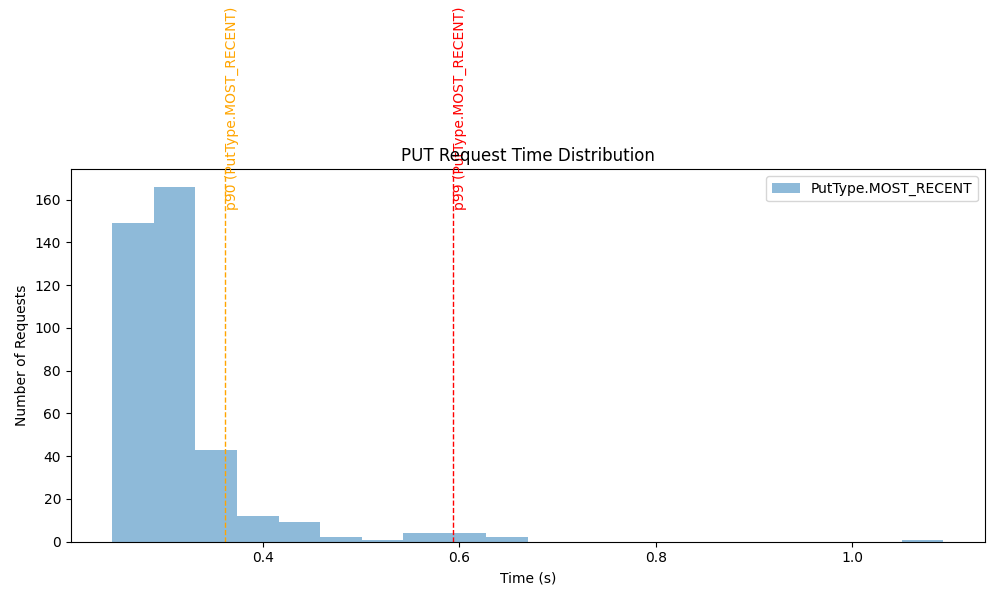 p90 (PutType.MOST_RECENT)
p99 (PutType.MOST_RECENT)
PUT Request Time Distribution
PutType.MOST_RECENT
160
140
120
100
80
60
40
20
0
Number of Requests
0.4
0.6
0.8
1.0
Time (s)